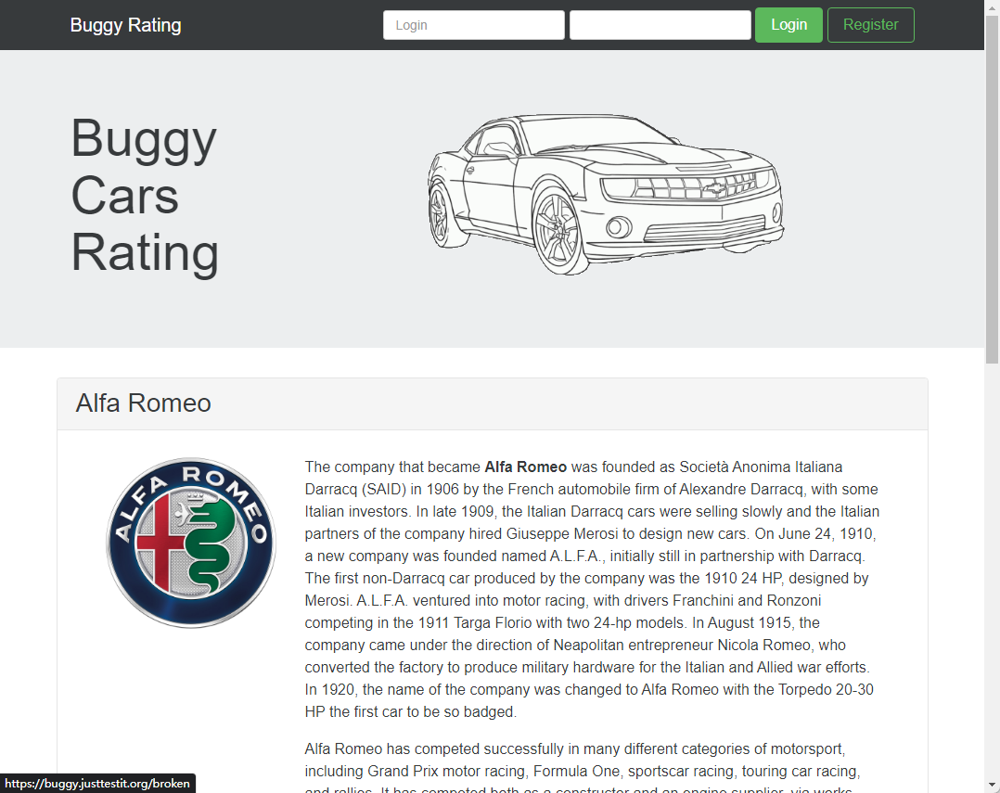 Buggy Rating
Login
Login
Register
Buggy
Cars
Rating
Alfa Romeo
ALFA ROMEO
The company that became Alfa Romeo was founded as Società Anonima Italiana
Darracq (SAID) in 1906 by the French automobile firm of Alexandre Darracq, with some
Italian investors. In late 1909, the Italian Darracq cars were selling slowly and the Italian
partners of the company hired Giuseppe Merosi to design new cars. On June 24, 1910,
a new company was founded named A.L.F.A., initially still in partnership with Darracq.
The first non-Darracq car produced by the company was the 1910 24 HP, designed by
Merosi. A.L.F.A. ventured into motor racing, with drivers Franchini and Ronzoni
competing in the 1911 Targa Florio with two 24-hp models. In August 1915, the
company came under the direction of Neapolitan entrepreneur Nicola Romeo, who
converted the factory to produce military hardware for the Italian and Allied war efforts.
In 1920, the name of the company was changed to Alfa Romeo with the Torpedo 20-30
HP the first car to be so badged.
Alfa Romeo has competed successfully in many different categories of motorsport,
including Grand Prix motor racing, Formula One, sportscar racing, touring car racing,
and rallies. It has competed both as a constructor and an engine supplier, via works
https://buggy.justtestit.org/broken